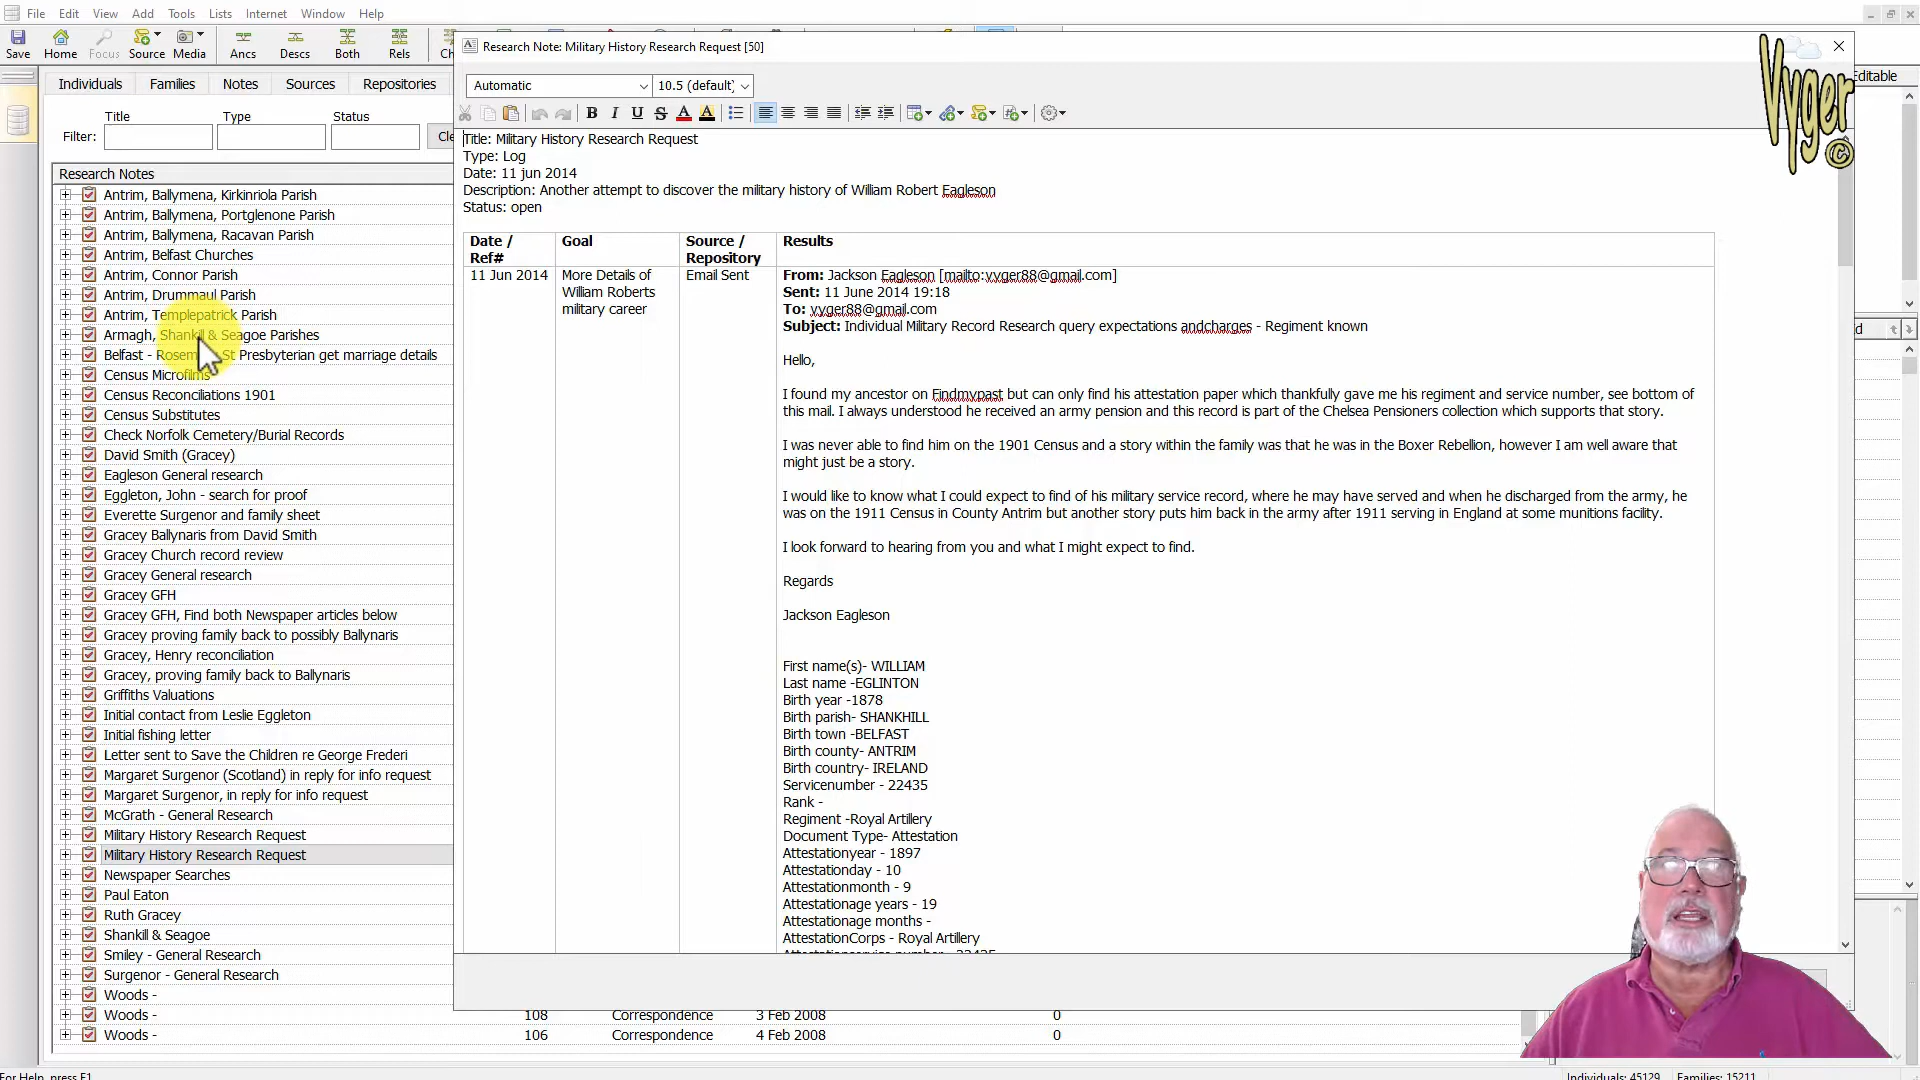 File Edit View Add Tools Lists Internet Window Help
Save Home Focus Source Media Ancs Descs Both Rels
Individuals Families Notes Sources Repositories
Title Type Status
Filter:
Research Notes
Antrim, Ballymena, Kirkinriola Parish
Antrim, Ballymena, Portglenone Parish
Antrim, Ballymena, Racavan Parish
Antrim, Belfast Churches
Antrim, Connor Parish
Antrim, Drummaul Parish
Antrim, Templepatrick Parish
Armagh, Shankill & Seagoe Parishes
Belfast - St Presbyterian get marriage details
Census Microfilms
Census Reconciliations 1901
Census Substitutes
Check Norfolk Cemetery/Burial Records
David Smith (Gracey)
Eagleson General research
Eggleton, John - search for proof
Everette Surgenor and family sheet
Gracey Ballynaris from David Smith
Gracey Church record review
Gracey General research
Gracey GFH
Gracey GFH, Find both Newspaper articles below
Gracey proving family back to possibly Ballynaris
Gracey, Henry reconciliation
Gracey, proving family back to Ballynaris
Griffiths Valuations
Initial contact from Leslie Eggleton
Initial fishing letter
Letter sent to Save the Children re George Frederi
Margaret Surgenor (Scotland) in reply for info request
Margaret Surgenor, in reply for info request
McGrath - General Research
Military History Research Request
Military History Research Request
Newspaper Searches
Paul Eaton
Ruth Gracey
Shankill & Seagoe
Smiley - General Research
Surgenor - General Research
Woods -
Woods - 108 Correspondence 3 Feb 2008 0
Woods - 106 Correspondence 4 Feb 2008 0
For Help, press F1
Individuals: 45129 Families: 15211
Research Note: Military History Research Request [50]
Automatic 10.5 (default)
B I U S A A
Title: Military History Research Request
Type: Log
Date: 11 jun 2014
Description: Another attempt to discover the military history of William Robert Eagleson
Status: open
Date / Ref# Goal Source / Repository Results
11 Jun 2014 More Details of William Roberts military career Email Sent
From: Jackson Eagleson [mailto:vyger88@gmail.com]
Sent: 11 June 2014 19:18
To: vyger88@gmail.com
Subject: Individual Military Record Research query expectations andcharges - Regiment known
Hello,
I found my ancestor on Findmypast but can only find his attestation paper which thankfully gave me his regiment and service number, see bottom of
this mail. I always understood he received an army pension and this record is part of the Chelsea Pensioners collection which supports that story.
I was never able to find him on the 1901 Census and a story within the family was that he was in the Boxer Rebellion, however I am well aware that
might just be a story.
I would like to know what I could expect to find of his military service record, where he may have served and when he discharged from the army, he
was on the 1911 Census in County Antrim but another story puts him back in the army after 1911 serving in England at some munitions facility.
I look forward to hearing from you and what I might expect to find.
Regards
Jackson Eagleson
First name(s)- WILLIAM
Last name -EGLINTON
Birth year -1878
Birth parish- SHANKHILL
Birth town -BELFAST
Birth county- ANTRIM
Birth country- IRELAND
Servicenumber - 22435
Rank -
Regiment -Royal Artillery
Document Type- Attestation
Attestationyear - 1897
Attestationday - 10
Attestationmonth - 9
Attestationage years - 19
Attestationage months -
AttestationCorps - Royal Artillery
Vyger ©
Editable